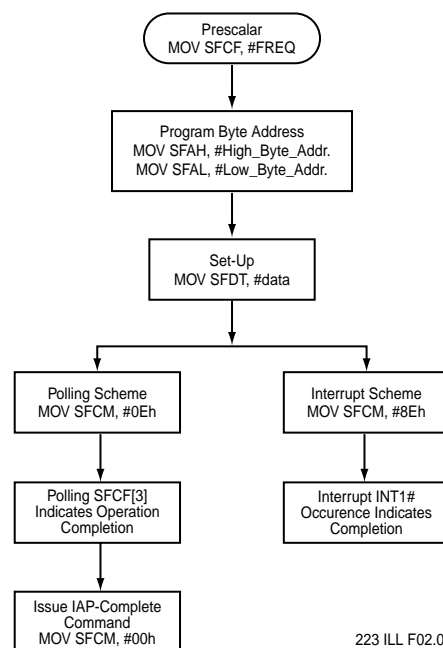 Prescalar
MOV SFCF, #FREQ
Program Byte Address
MOV SFAH, #High_Byte_Addr.
MOV SFAL, #Low_Byte_Addr.
Set-Up
MOV SFDT, #data
Polling Scheme
MOV SFCM, #0Eh
Interrupt Scheme
MOV SFCM, #8Eh
Polling SFCF[3]
Indicates Operation
Completion
Interrupt INT1#
Occurence Indicates
Completion
Issue IAP-Complete
Command
MOV SFCM, #00h
223 ILL F02.0